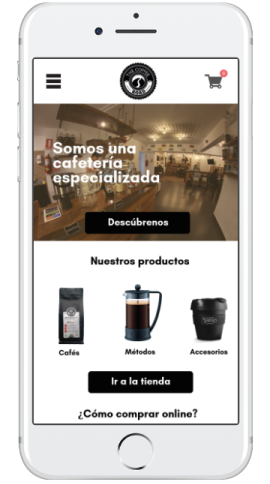 Somos una
cafetería
especializada
Descúbrenos
Nuestros productos
Cafés
Métodos
Accesorios
Ir a la tienda
¿Cómo comprar online?